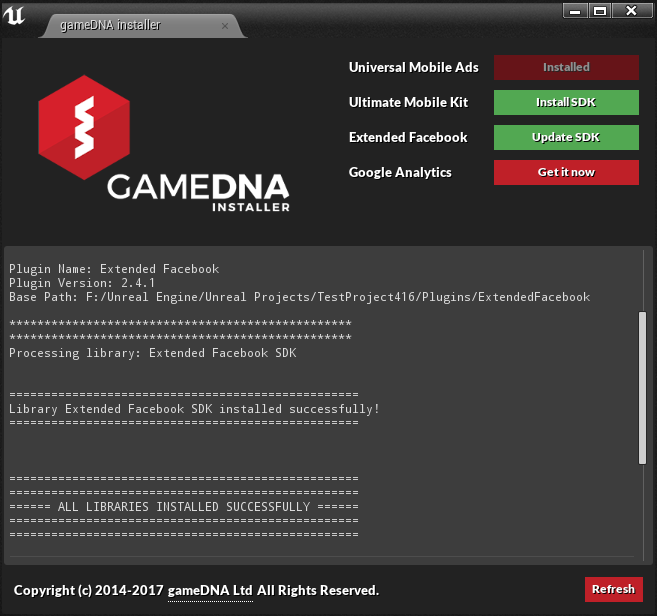 gameDNA installer
Universal Mobile Ads Installed
Ultimate Mobile Kit Install SDK
Extended Facebook Update SDK
Google Analytics Get it now
GAMEDNA
INSTALLER
Plugin Name: Extended Facebook
Plugin Version: 2.4.1
Base Path: F:/Unreal Engine/Unreal Projects/TestProject416/Plugins/ExtendedFacebook
*************************************************
*************************************************
Processing library: Extended Facebook SDK
==================================================
Library Extended Facebook SDK installed successfully!
==================================================
==================================================
==================================================
====== ALL LIBRARIES INSTALLED SUCCESSFULLY ======
==================================================
==================================================
Copyright (c) 2014-2017 gameDNA Ltd All Rights Reserved.
Refresh